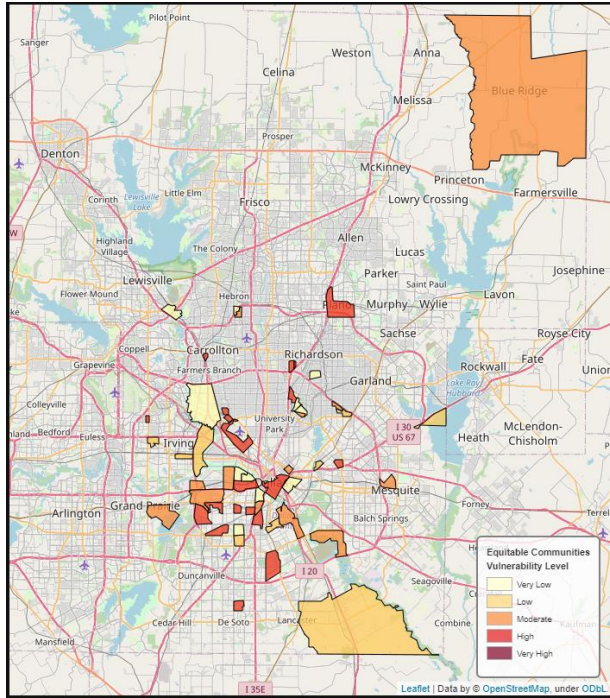 Pilot Point
Sanger
Weston
Anna
Celina
Blue Ridge
Melissa
Prosper
Denton
McKinney
Princeton
Farmersville
Corinth
Lewisville
Lake
Little Elm
Frisco
Lowry Crossing
Highland
Village
The Colony
Allen
Lucas
Josephine
Lewisville
Parker
Saint Paul
Flower Mound
Hebron
Murphy
Wylie
Lavon
Sachse
Royse City
Coppell
Carrollton
Richardson
Fate
Grapevine
Farmers Branch
Garland
Rockwall
Lake Ray
Hubbard
Colleyville
University
Park
I 30
US 67
Heath
McLendon-
Chisholm
Bedford
Euless
Irving
Mesquite
Forney
Arlington
Grand Prairie
Balch Springs
Duncanville
I 20
Seagoville
Lancaster
Combine
Cedar Hill
De Soto
Mansfield
I 35E
Equitable Communities
Vulnerability Level
Very Low
Low
Moderate
High
Very High
Leaflet | Data by © OpenStreetMap, under ODbL.